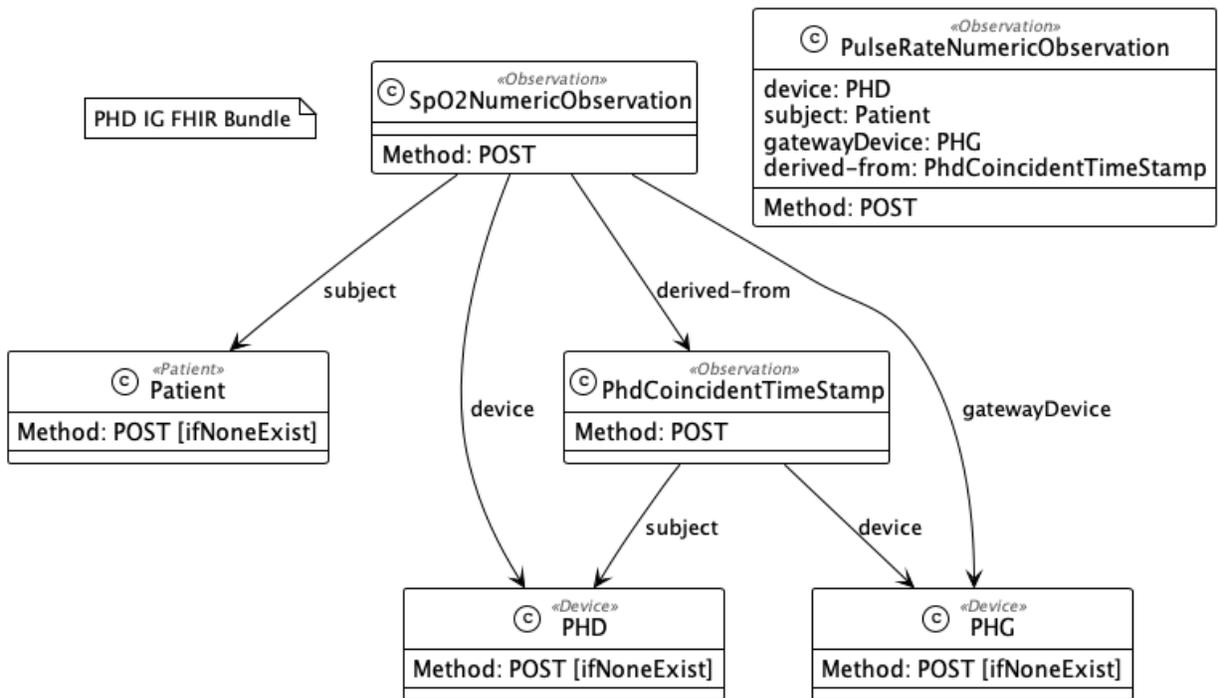 «Observation»
C PulseRateNumericObservation
device: PHD
subject: Patient
gatewayDevice: PHG
derived-from: PhdCoincidentTimeStamp
Method: POST
«Observation»
C SpO2NumericObservation
Method: POST
PHD IG FHIR Bundle
subject
derived-from
device
gatewayDevice
«Patient»
C Patient
Method: POST [ifNoneExist]
«Observation»
C PhdCoincidentTimeStamp
Method: POST
subject
device
«Device»
C PHD
Method: POST [ifNoneExist]
«Device»
C PHG
Method: POST [ifNoneExist]